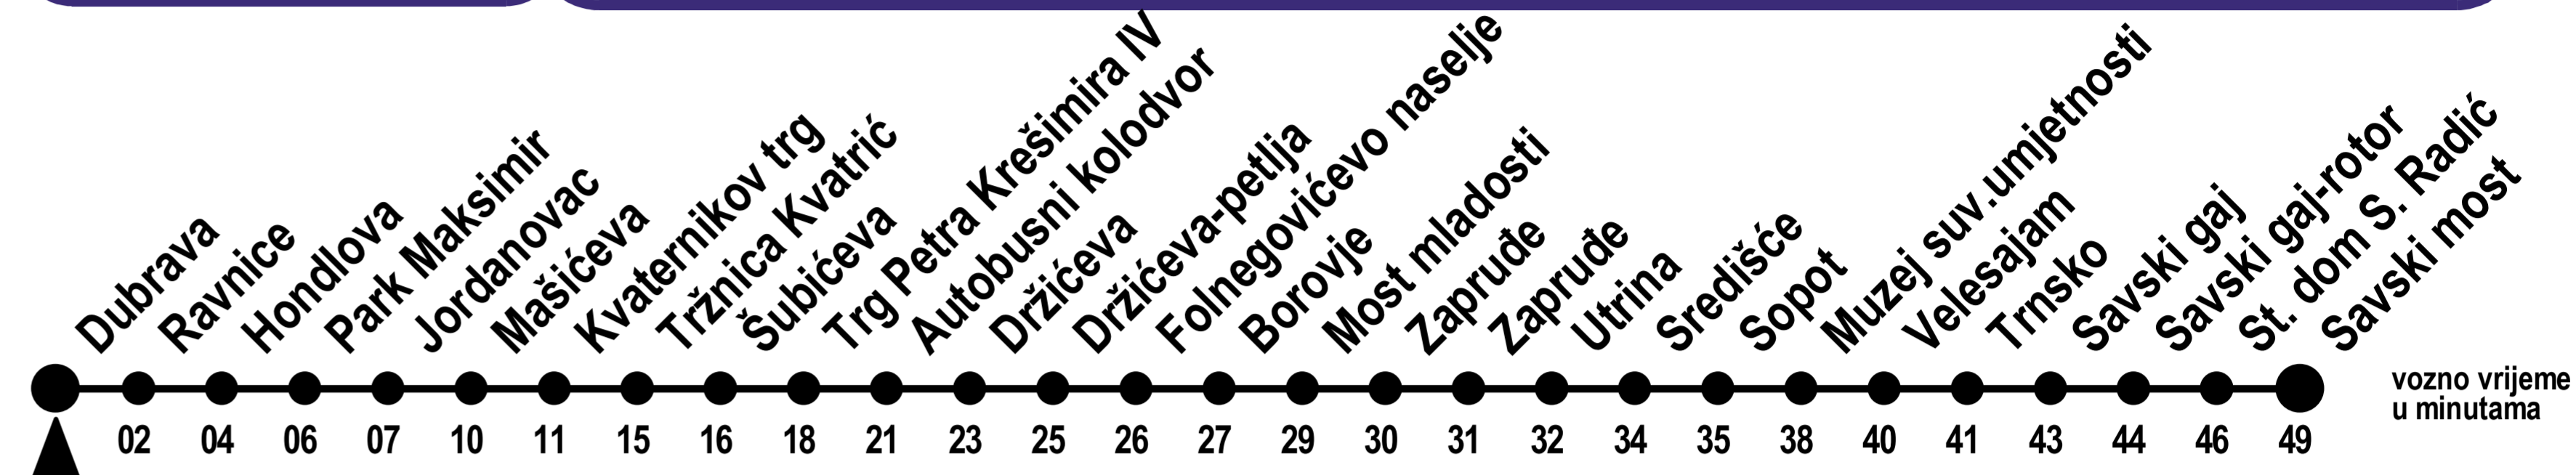 Dubrava
Ravnice
Hondlova
Park Maksimir
Jordanovac
Mašićeva
Kvaternikov trg
Tržnica Kvatrić
Šubićeva
Trg Petra Krešimira IV
Autobusni kolodvor
Držićeva
Držićeva-petlja
Folnegovićevo naselje
Borovje
Most mladosti
Zapruđe
Zapruđe
Utrina
Središće
Sopot
Muzej suv.umjetnosti
Velesajam
Trnsko
Savski gaj
Savski gaj-rotor
St. dom S. Radić
Savski most
vozno vrijeme
u minutama
02 04 06 07 10 11 15 16 18 21 23 25 26 27 29 30 31 32 34 35 38 40 41 43 44 46 49